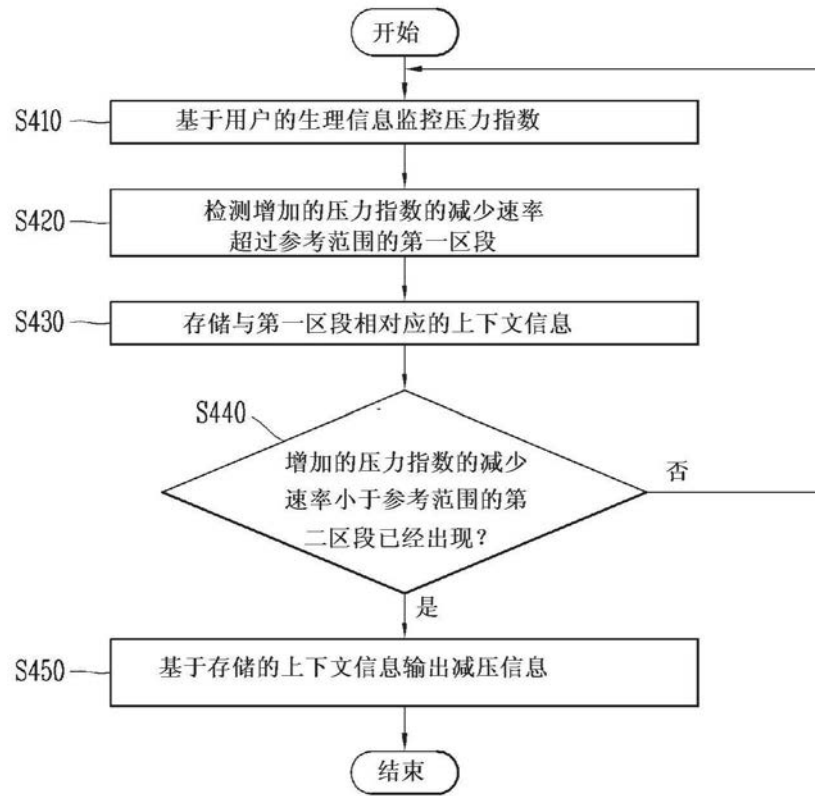 开始
S410
基于用户的生理信息监控压力指数
S420
检测增加的压力指数的减少速率
超过参考范围的第一区段
S430
存储与第一区段相对应的上下文信息
S440
增加的压力指数的减少
速率小于参考范围的第
二区段已经出现？
否
是
S450
基于存储的上下文信息输出减压信息
结束